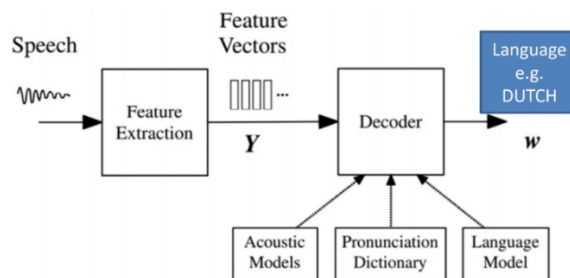 Speech
Feature
Vectors
Language
e.g.
DUTCH
Feature
Extraction
...
Y
Decoder
w
Acoustic
Models
Pronunciation
Dictionary
Language
Model